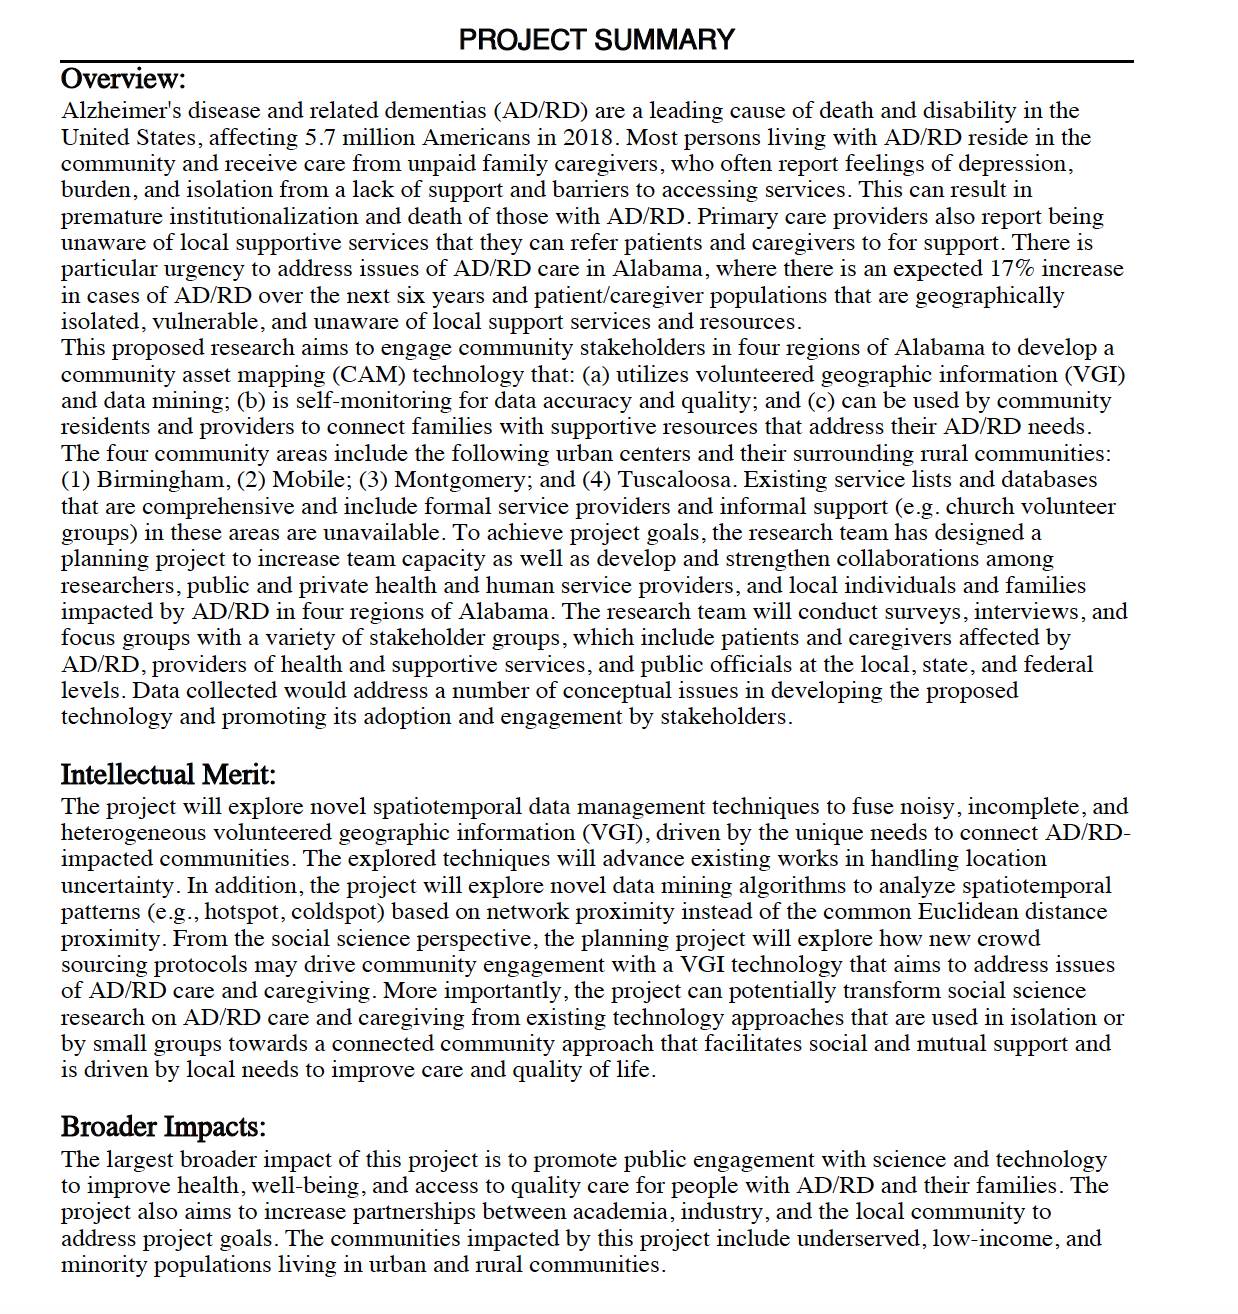 PROJECT SUMMARY
Overview:
Alzheimer's disease and related dementias (AD/RD) are a leading cause of death and disability in the
United States, affecting 5.7 million Americans in 2018. Most persons living with AD/RD reside in the
community and receive care from unpaid family caregivers, who often report feelings of depression,
burden, and isolation from a lack of support and barriers to accessing services. This can result in
premature institutionalization and death of those with AD/RD. Primary care providers also report being
unaware of local supportive services that they can refer patients and caregivers to for support. There is
particular urgency to address issues of AD/RD care in Alabama, where there is an expected 17% increase
in cases of AD/RD over the next six years and patient/caregiver populations that are geographically
isolated, vulnerable, and unaware of local support services and resources.
This proposed research aims to engage community stakeholders in four regions of Alabama to develop a
community asset mapping (CAM) technology that: (a) utilizes volunteered geographic information (VGI)
and data mining; (b) is self-monitoring for data accuracy and quality; and (c) can be used by community
residents and providers to connect families with supportive resources that address their AD/RD needs.
The four community areas include the following urban centers and their surrounding rural communities:
(1) Birmingham, (2) Mobile; (3) Montgomery; and (4) Tuscaloosa. Existing service lists and databases
that are comprehensive and include formal service providers and informal support (e.g. church volunteer
groups) in these areas are unavailable. To achieve project goals, the research team has designed a
planning project to increase team capacity as well as develop and strengthen collaborations among
researchers, public and private health and human service providers, and local individuals and families
impacted by AD/RD in four regions of Alabama. The research team will conduct surveys, interviews, and
focus groups with a variety of stakeholder groups, which include patients and caregivers affected by
AD/RD, providers of health and supportive services, and public officials at the local, state, and federal
levels. Data collected would address a number of conceptual issues in developing the proposed
technology and promoting its adoption and engagement by stakeholders.
Intellectual Merit:
The project will explore novel spatiotemporal data management techniques to fuse noisy, incomplete, and
heterogeneous volunteered geographic information (VGI), driven by the unique needs to connect AD/RD-
impacted communities. The explored techniques will advance existing works in handling location
uncertainty. In addition, the project will explore novel data mining algorithms to analyze spatiotemporal
patterns (e.g., hotspot, coldspot) based on network proximity instead of the common Euclidean distance
proximity. From the social science perspective, the planning project will explore how new crowd
sourcing protocols may drive community engagement with a VGI technology that aims to address issues
of AD/RD care and caregiving. More importantly, the project can potentially transform social science
research on AD/RD care and caregiving from existing technology approaches that are used in isolation or
by small groups towards a connected community approach that facilitates social and mutual support and
is driven by local needs to improve care and quality of life.
Broader Impacts:
The largest broader impact of this project is to promote public engagement with science and technology
to improve health, well-being, and access to quality care for people with AD/RD and their families. The
project also aims to increase partnerships between academia, industry, and the local community to
address project goals. The communities impacted by this project include underserved, low-income, and
minority populations living in urban and rural communities.